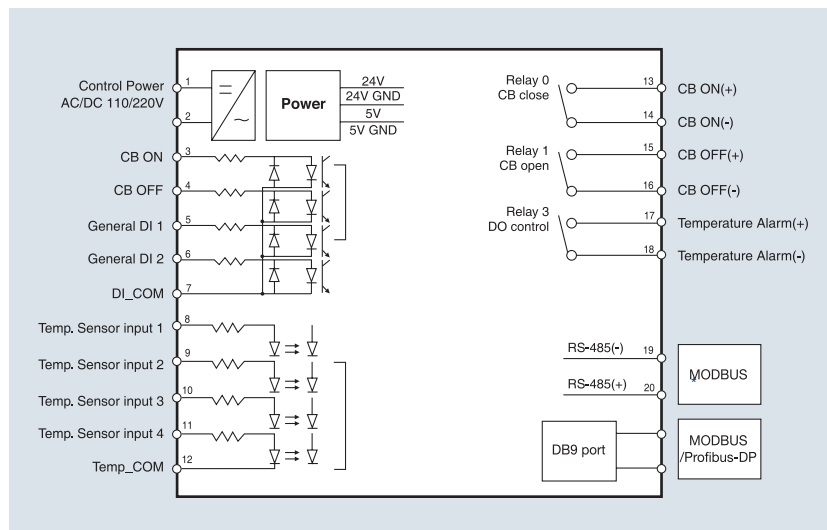 Control Power
AC/DC 110/220V
1
2
Power
24V
24V GND
5V
5V GND
CB ON
3
CB OFF
4
General DI 1
5
General DI 2
6
DI_COM
7
Temp. Sensor input 1
8
Temp. Sensor input 2
9
Temp. Sensor input 3
10
Temp. Sensor input 4
11
Temp_COM
12
Relay 0
CB close
13
CB ON(+)
14
CB ON(-)
Relay 1
CB open
15
CB OFF(+)
16
CB OFF(-)
Relay 3
DO control
17
Temperature Alarm(+)
18
Temperature Alarm(-)
RS-485(-)
19
RS-485(+)
20
MODBUS
DB9 port
MODBUS
/Profibus-DP